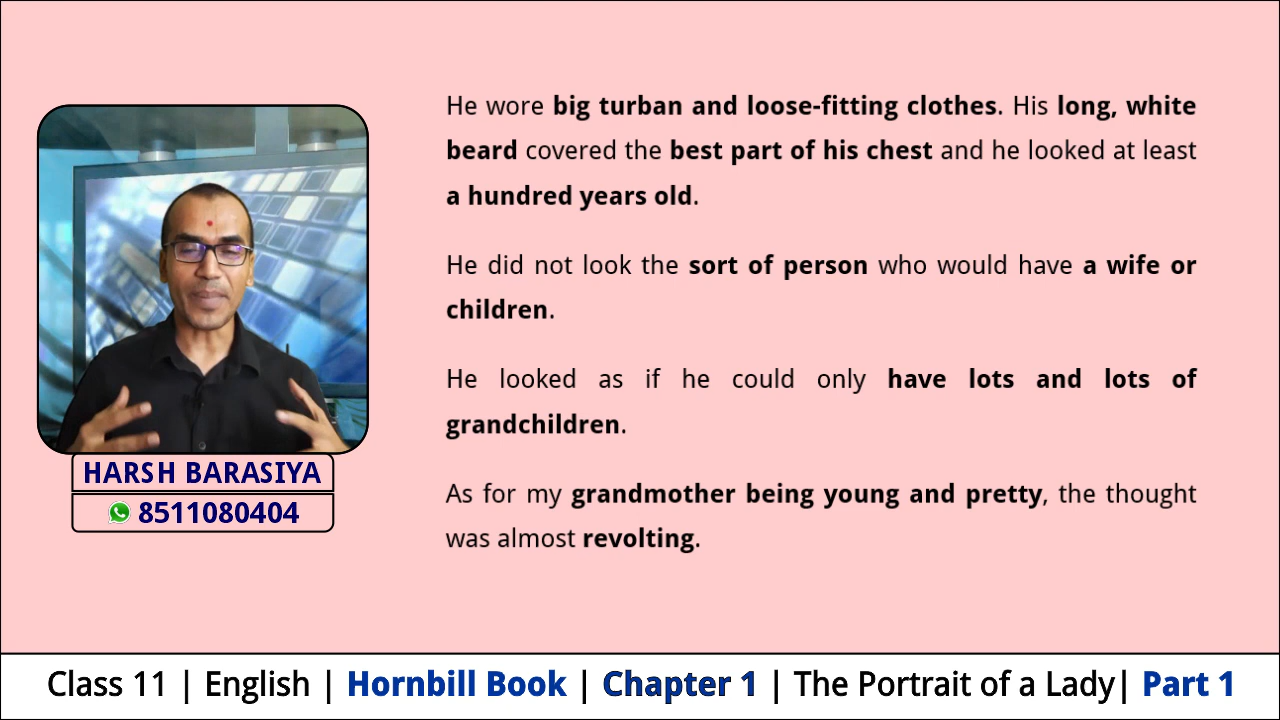 He wore big turban and loose-fitting clothes. His long, white
beard covered the best part of his chest and he looked at least
a hundred years old.
He did not look the sort of person who would have a wife or
children.
He looked as if he could only have lots and lots of
grandchildren.
As for my grandmother being young and pretty, the thought
was almost revolting.
HARSH BARASIYA
8511080404
Class 11 | English | Hornbill Book | Chapter 1 | The Portrait of a Lady| Part 1